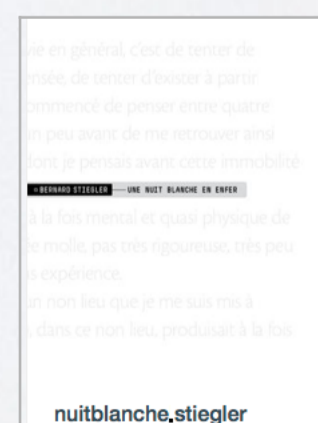 vie en général, c'est de tenter de
ensée, de tenter d'exister à partir
ommencé de penser entre quatre
un peu avant de me retrouver ainsi
dont je pensais avant cette immobilité
BERNARD STIEGLER — UNE NUIT BLANCHE EN ENFER
à la fois mental et quasi physique de
molle, pas très rigoureuse, très peu
s expérience.
un non lieu que je me suis mis à
, dans ce non lieu, produisait à la fois
nuitblanche.stiegler